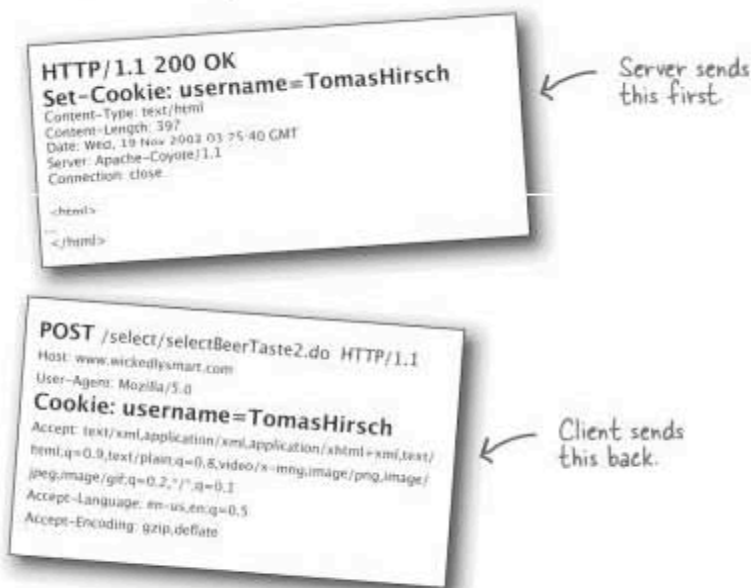 HTTP/1.1 200 OK
Set-Cookie: username=TomasHirsch
Content-Type: text/html
Content-Length: 397
Date: Wed, 19 Nov 2003 03:25:40 GMT
Server: Apache-Coyote/1.1
Connection: close
<html>
...
</html>
Server sends
this first.
POST /select/selectBeerTaste2.do HTTP/1.1
Host: www.wickedlysmart.com
User-Agent: Mozilla/5.0
Cookie: username=TomasHirsch
Accept: text/xml,application/xml,application/xhtml+xml,text/
html;q=0.9,text/plain;q=0.8,video/x-mng,image/png,image/
jpeg,image/gif;q=0.2,*/*;q=0.1
Accept-Language: en-us,en;q=0.5
Accept-Encoding: gzip,deflate
Client sends
this back.